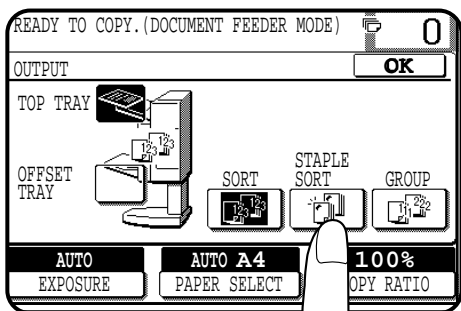 READY TO COPY.(DOCUMENT FEEDER MODE)
0
OUTPUT
OK
TOP TRAY
OFFSET
TRAY
SORT
STAPLE
SORT
GROUP
AUTO
EXPOSURE
AUTO A4
PAPER SELECT
100%
OPY RATIO